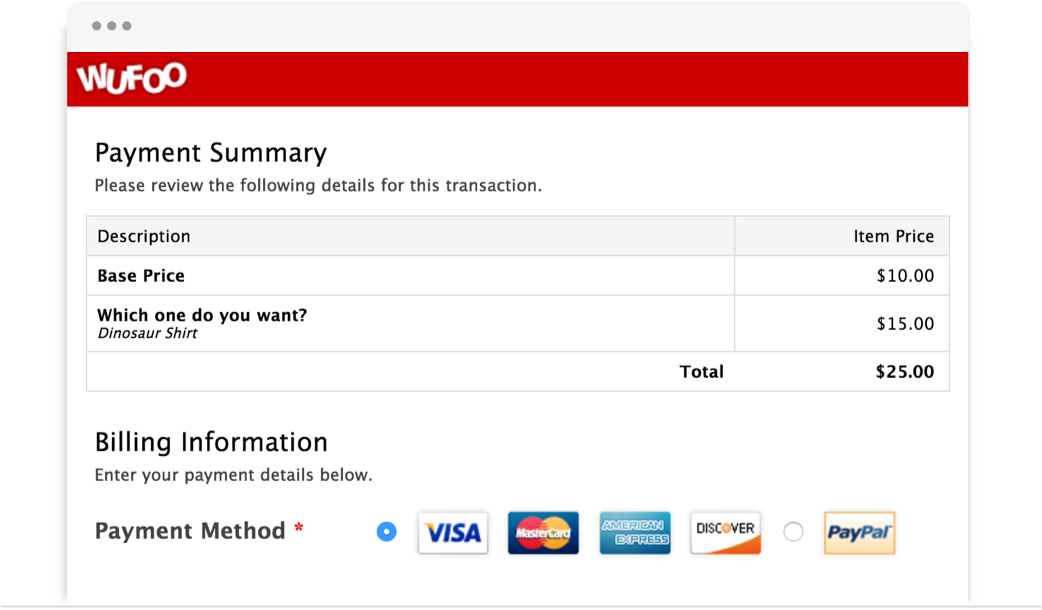 WUFOO
Payment Summary
Please review the following details for this transaction.
Description Item Price
Base Price $10.00
Which one do you want?
Dinosaur Shirt
$15.00
Total $25.00
Billing Information
Enter your payment details below.
Payment Method * VISA MasterCard AMERICAN EXPRESS DISCOVER PayPal